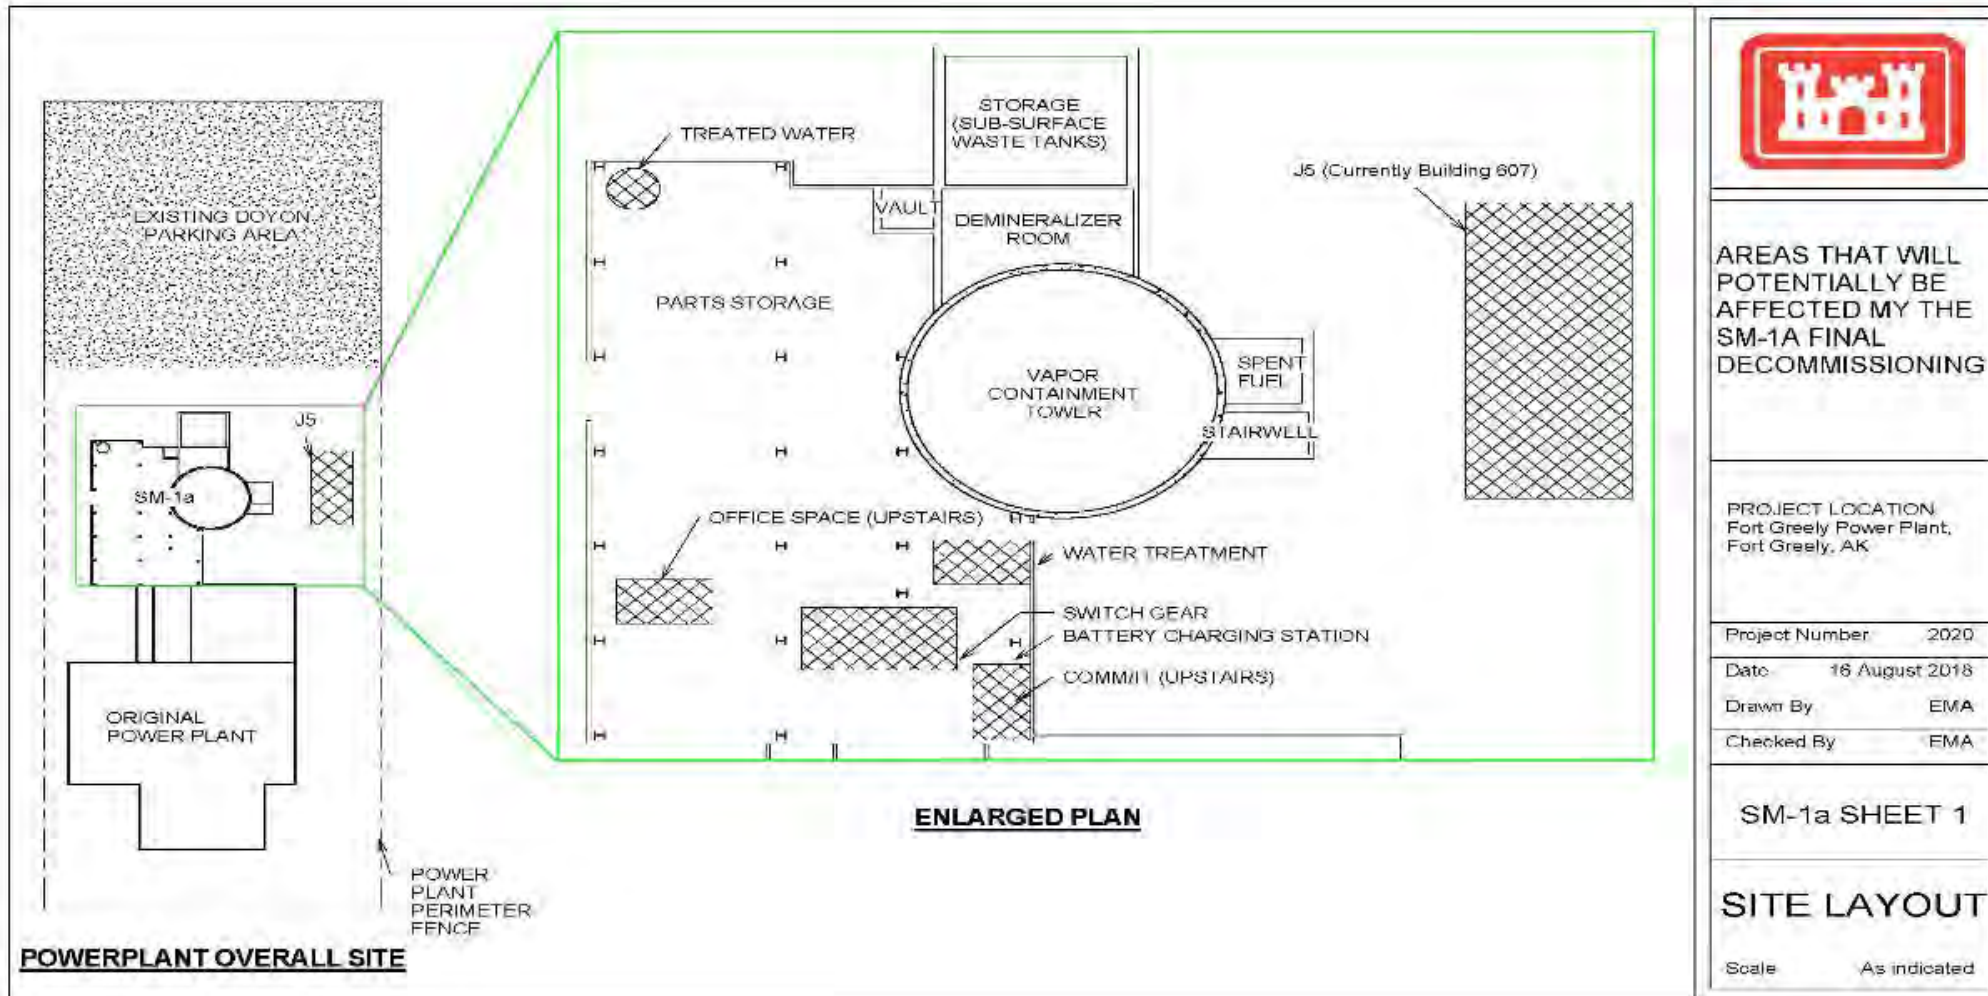 EXISTING DOYON
PARKING AREA
J5
SM-1a
ORIGINAL
POWER PLANT
POWER
PLANT
PERIMETER
FENCE
POWERPLANT OVERALL SITE
TREATED WATER
STORAGE
(SUB-SURFACE
WASTE TANKS)
J5 (Currently Building 607)
VAULT
DEMINERALIZER
ROOM
PARTS STORAGE
VAPOR
CONTAINMENT
TOWER
SPENT
FUEL
STAIRWELL
OFFICE SPACE (UPSTAIRS)
WATER TREATMENT
SWITCH GEAR
BATTERY CHARGING STATION
COMM/IT (UPSTAIRS)
ENLARGED PLAN
AREAS THAT WILL
POTENTIALLY BE
AFFECTED MY THE
SM-1A FINAL
DECOMMISSIONING
PROJECT LOCATION
Fort Greely Power Plant,
Fort Greely, AK
Project Number 2020
Date 16 August 2018
Drawn By EMA
Checked By EMA
SM-1a SHEET 1
SITE LAYOUT
Scale As indicated